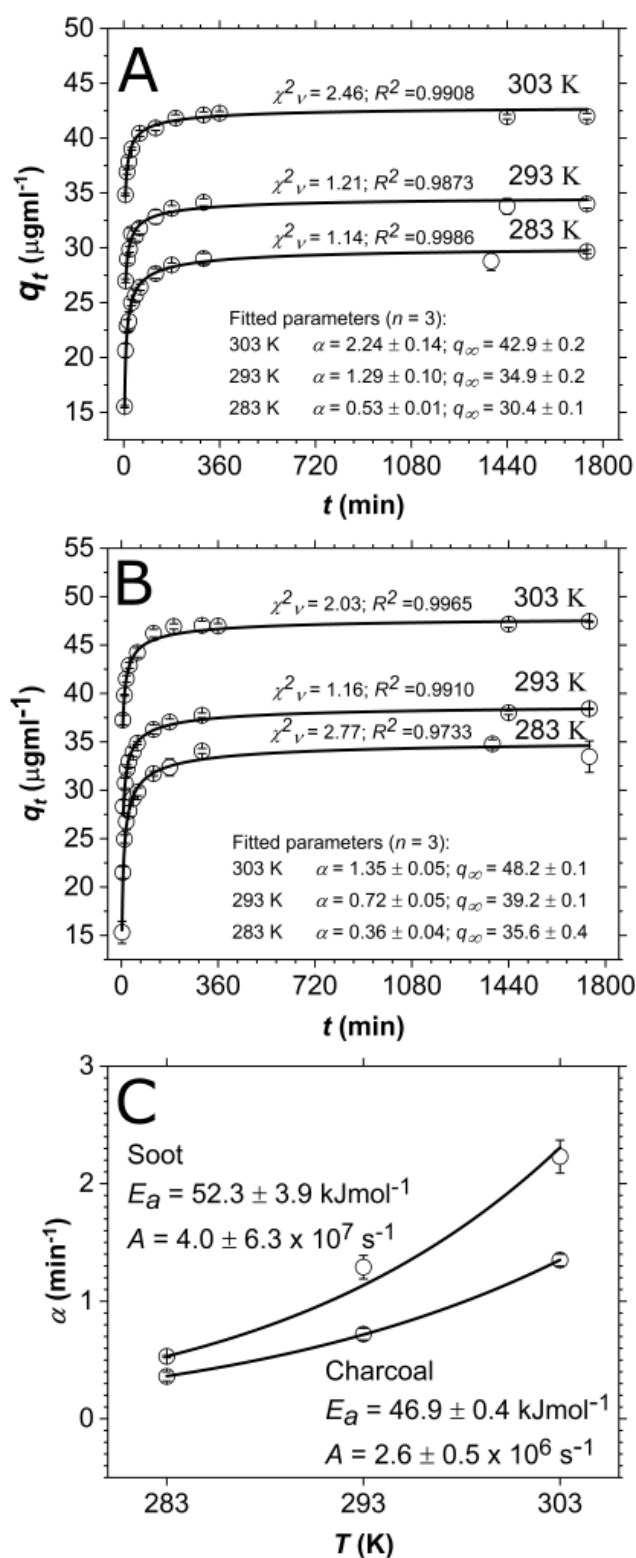 50
45
40
35
30
25
20
15
A
qt (μgml-1)
χ2ν = 2.46; R2 =0.9908
303 K
χ2ν = 1.21; R2 =0.9873
293 K
χ2ν = 1.14; R2 =0.9986
283 K
Fitted parameters (n = 3):
303 K α = 2.24 ± 0.14; q∞ = 42.9 ± 0.2
293 K α = 1.29 ± 0.10; q∞ = 34.9 ± 0.2
283 K α = 0.53 ± 0.01; q∞ = 30.4 ± 0.1
0 360 720 1080 1440 1800
t (min)
55
50
45
40
35
30
25
20
15
B
qt (μgml-1)
χ2ν = 2.03; R2 =0.9965
303 K
χ2ν = 1.16; R2 =0.9910
293 K
χ2ν = 2.77; R2 =0.9733
283 K
Fitted parameters (n = 3):
303 K α = 1.35 ± 0.05; q∞ = 48.2 ± 0.1
293 K α = 0.72 ± 0.05; q∞ = 39.2 ± 0.1
283 K α = 0.36 ± 0.04; q∞ = 35.6 ± 0.4
0 360 720 1080 1440 1800
t (min)
3
2
1
0
C
α (min-1)
Soot
Ea = 52.3 ± 3.9 kJmol-1
A = 4.0 ± 6.3 x 107 s-1
Charcoal
Ea = 46.9 ± 0.4 kJmol-1
A = 2.6 ± 0.5 x 106 s-1
283 293 303
T (K)